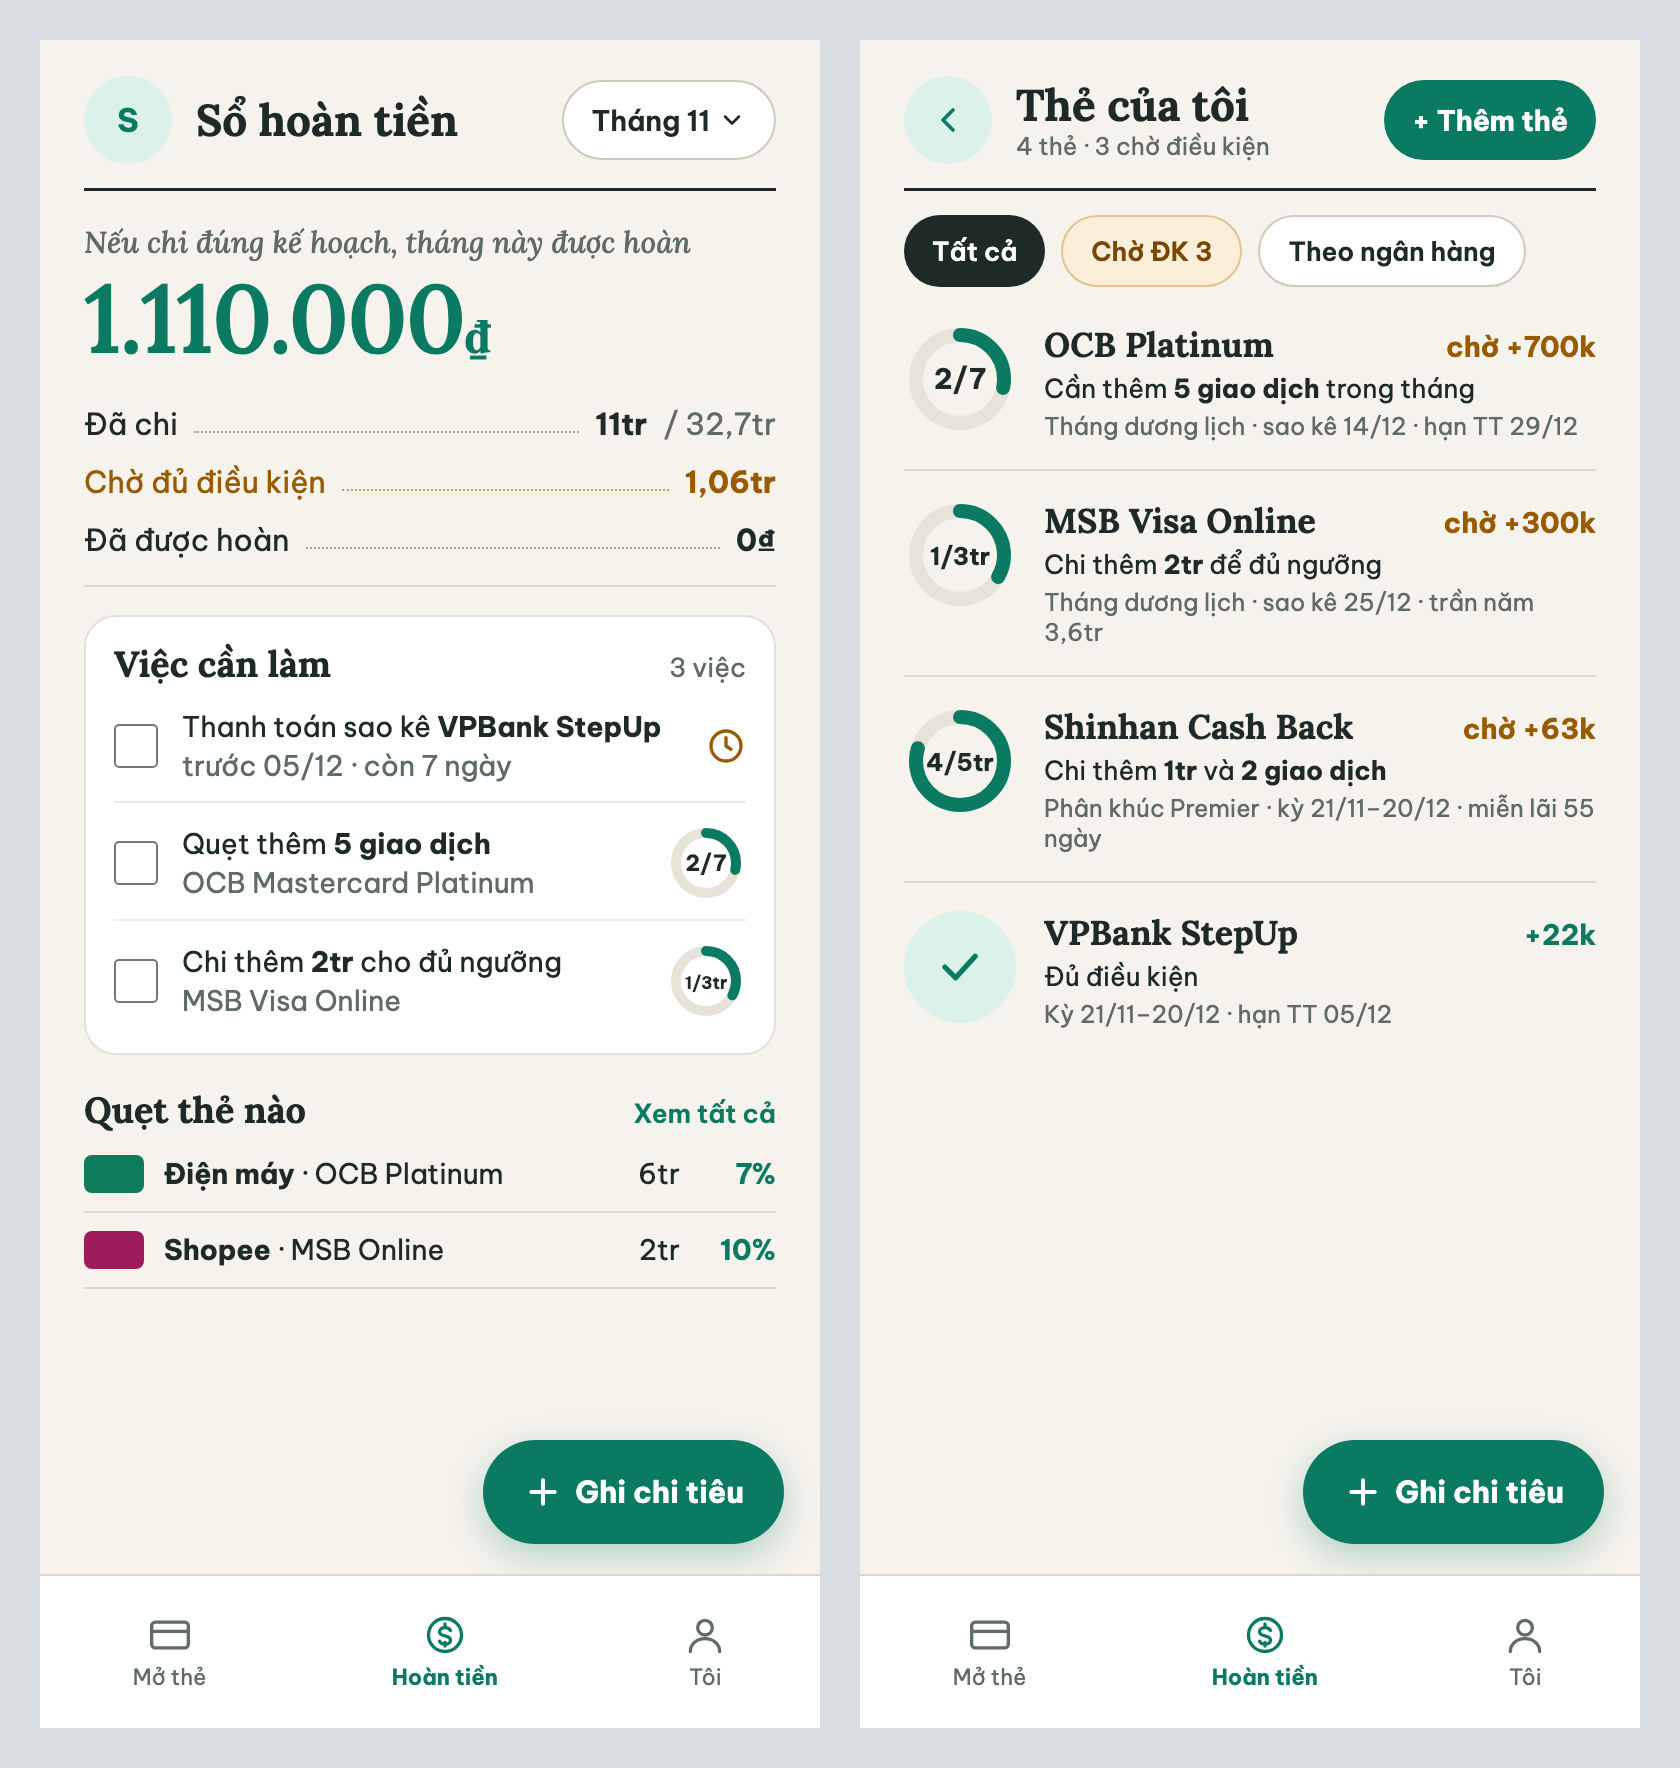 S
Sổ hoàn tiền
Tháng 11
Nếu chi đúng kế hoạch, tháng này được hoàn
1.110.000₫
Đã chi 11tr / 32,7tr
Chờ đủ điều kiện 1,06tr
Đã được hoàn 0₫
Việc cần làm 3 việc
Thanh toán sao kê VPBank StepUp
trước 05/12 · còn 7 ngày
Quẹt thêm 5 giao dịch
OCB Mastercard Platinum
2/7
Chi thêm 2tr cho đủ ngưỡng
MSB Visa Online
1/3tr
Quẹt thẻ nào Xem tất cả
Điện máy · OCB Platinum 6tr 7%
Shopee · MSB Online 2tr 10%
+ Ghi chi tiêu
Mở thẻ Hoàn tiền Tôi
Thẻ của tôi
4 thẻ · 3 chờ điều kiện
+ Thêm thẻ
Tất cả Chờ ĐK 3 Theo ngân hàng
2/7
OCB Platinum chờ +700k
Cần thêm 5 giao dịch trong tháng
Tháng dương lịch · sao kê 14/12 · hạn TT 29/12
1/3tr
MSB Visa Online chờ +300k
Chi thêm 2tr để đủ ngưỡng
Tháng dương lịch · sao kê 25/12 · trần năm
3,6tr
4/5tr
Shinhan Cash Back chờ +63k
Chi thêm 1tr và 2 giao dịch
Phân khúc Premier · kỳ 21/11–20/12 · miễn lãi 55
ngày
VPBank StepUp +22k
Đủ điều kiện
Kỳ 21/11–20/12 · hạn TT 05/12
+ Ghi chi tiêu
Mở thẻ Hoàn tiền Tôi